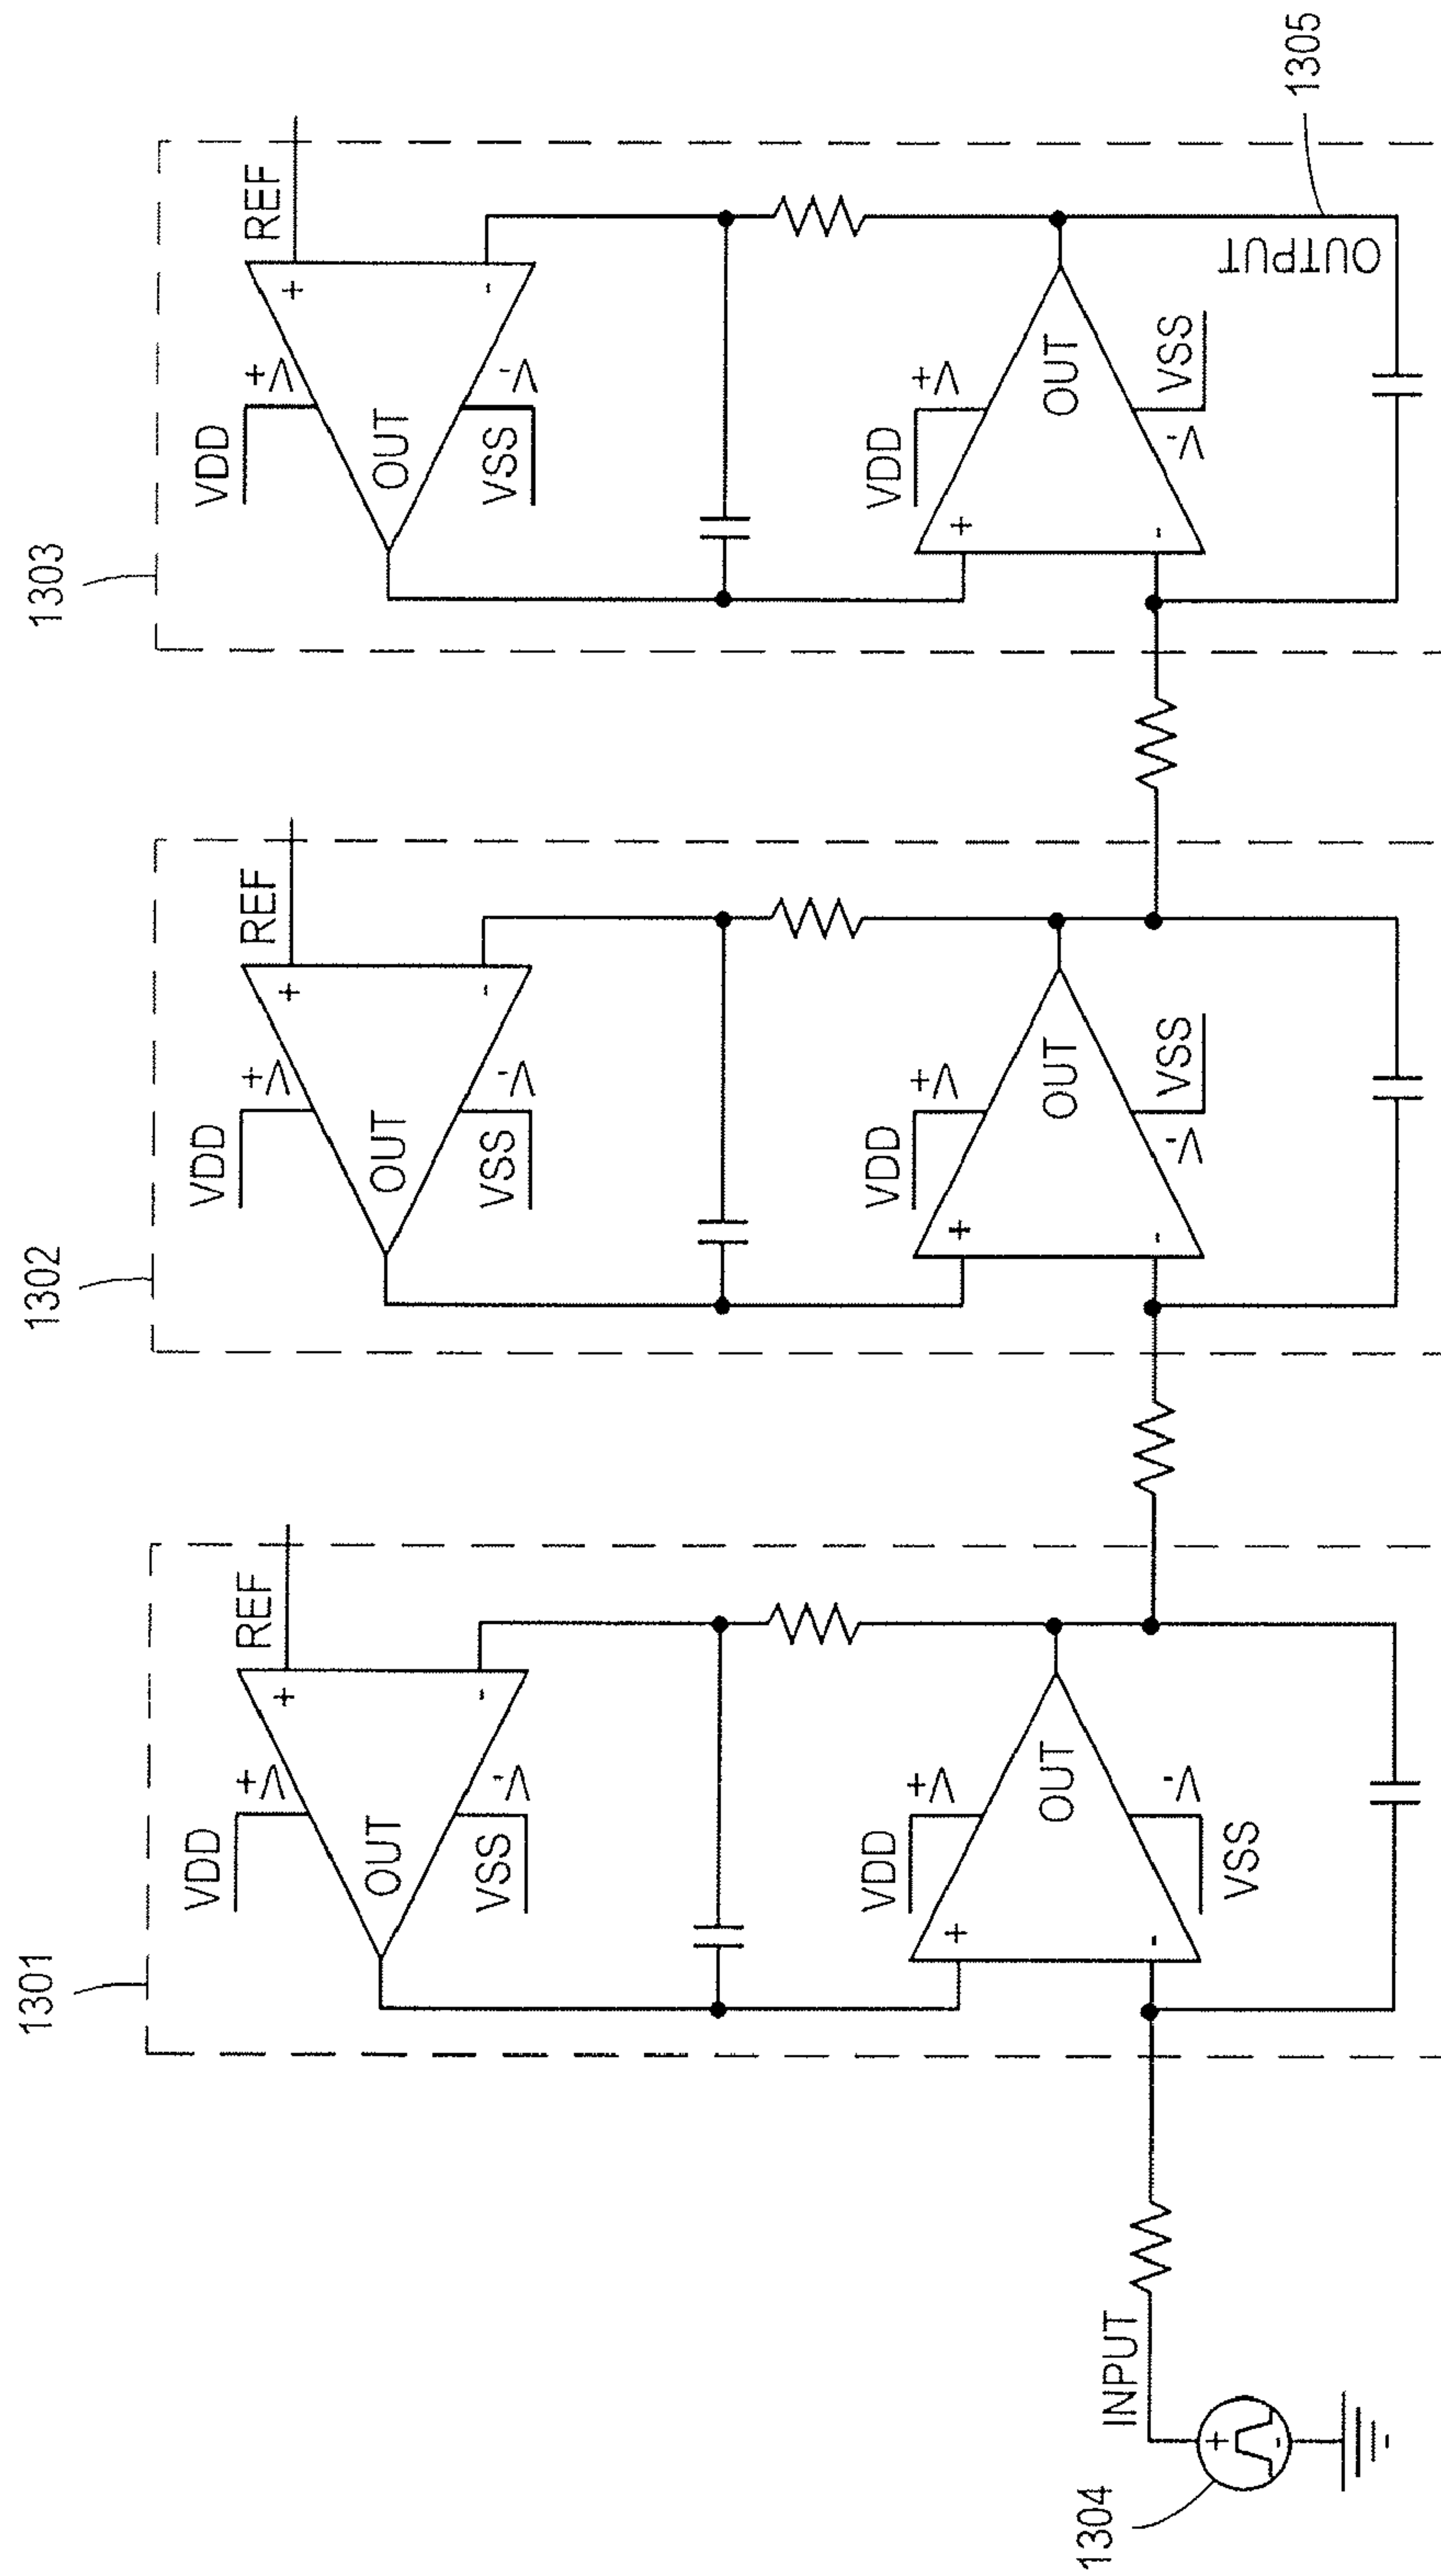 1301
VDD
V+
REF
+
OUT
-
VSS
V-
VDD
V+
+
OUT
-
V-
VSS
1302
VDD
V+
REF
+
OUT
-
VSS
V-
VDD
V+
+
OUT
-
V-
VSS
1303
VDD
V+
REF
+
OUT
-
VSS
V-
VDD
V+
+
OUT
-
V-
VSS
OUTPUT
1305
INPUT
+
-
1304